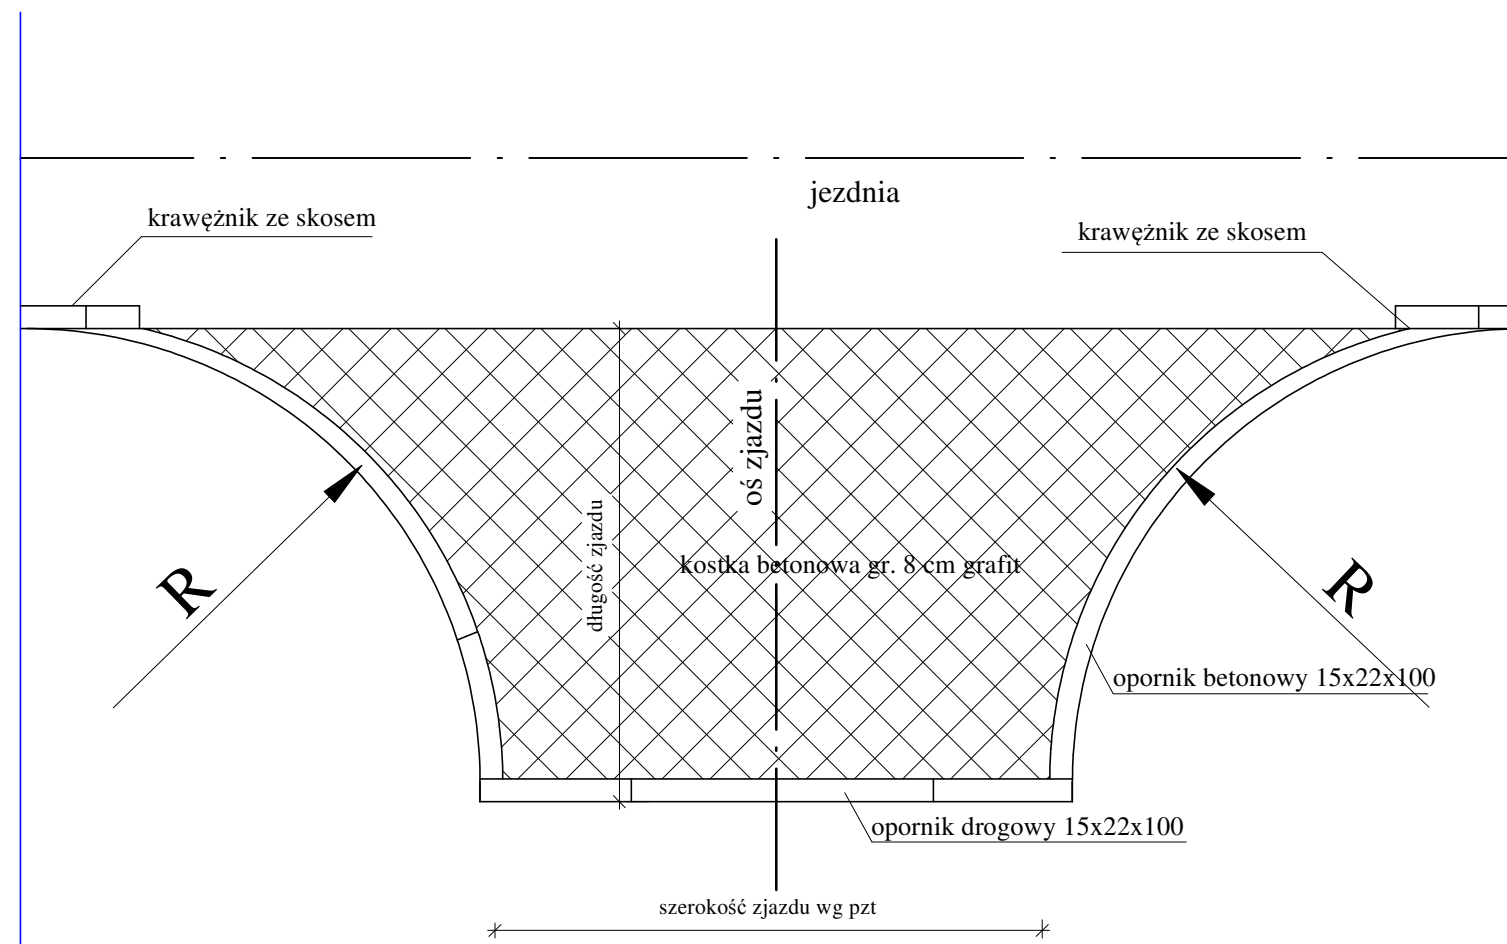 jezdnia
krawężnik ze skosem
krawężnik ze skosem
oś zjazdu
długość zjazdu
kostka betonowa gr. 8 cm grafit
R
R
opornik betonowy 15x22x100
opornik drogowy 15x22x100
szerokość zjazdu wg pzt